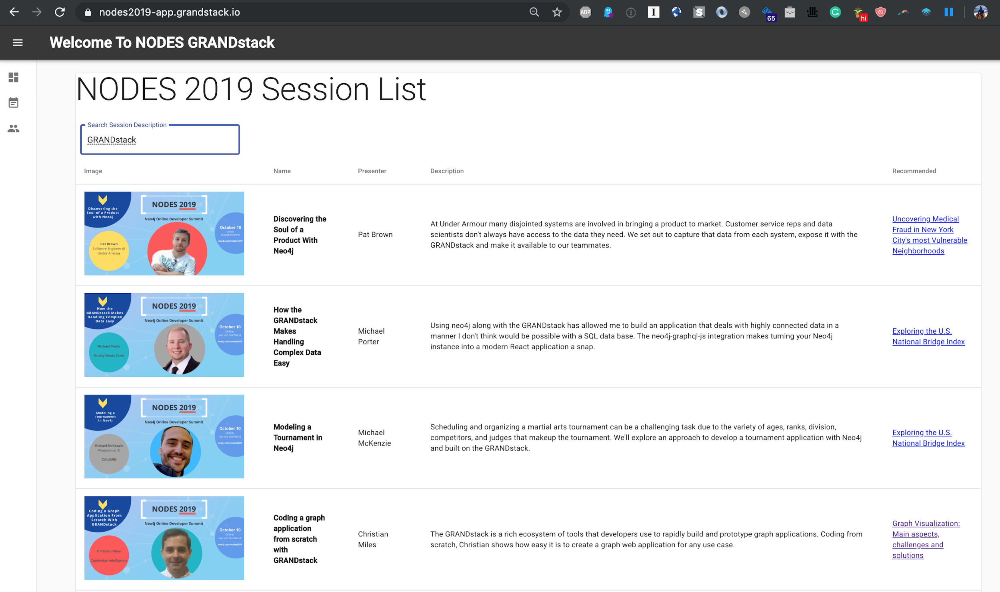 nodes2019-app.grandstack.io
ABP
I
S
65
G
hi
Welcome To NODES GRANDstack
NODES 2019 Session List
Search Session Description
GRANDstack
Image
Name
Presenter
Description
Recommended
Discovering the
Soul of a Product
with Neo4j
NODES 2019
Neo4j Online Developer Summit
October 10
Online
Around the World
neo4j.com/nodes2019
Pat Brown
Software Engineer @
Under Armour
Discovering the
Soul of a
Product With
Neo4j
Pat Brown
At Under Armour many disjointed systems are involved in bringing a product to market. Customer service reps and data
scientists don't always have access to the data they need. We set out to capture that data from each system, expose it with the
GRANDstack and make it available to our teammates.
Uncovering Medical
Fraud in New York
City's most Vulnerable
Neighborhoods
How the
GRANDstack Makes
Handling Complex
Data Easy
NODES 2019
Neo4j Online Developer Summit
October 10
Online
Around the World
neo4j.com/nodes2019
Michael Porter
Muddy Boots Code
How the
GRANDstack
Makes
Handling
Complex Data
Easy
Michael
Porter
Using neo4j along with the GRANDstack has allowed me to build an application that deals with highly connected data in a
manner I don't think would be possible with a SQL data base. The neo4j-graphql-js integration makes turning your Neo4j
instance into a modern React application a snap.
Exploring the U.S.
National Bridge Index
Modeling a
Tournament
in Neo4j
NODES 2019
Neo4j Online Developer Summit
October 10
Online
Around the World
neo4j.com/nodes2019
Michael McKenzie
Programmer III
CALIBRE
Modeling a
Tournament in
Neo4j
Michael
McKenzie
Scheduling and organizing a martial arts tournament can be a challenging task due to the variety of ages, ranks, division,
competitors, and judges that makeup the tournament. We'll explore an approach to develop a tournament application with Neo4j
and built on the GRANDstack.
Exploring the U.S.
National Bridge Index
Coding a Graph
Application From
Scratch With
GRANDstack
NODES 2019
Neo4j Online Developer Summit
October 10
Online
Around the World
neo4j.com/nodes2019
Christian Miles
Cambridge Intelligence
Coding a graph
application
from scratch
with
GRANDstack
Christian
Miles
The GRANDstack is a rich ecosystem of tools that developers use to rapidly build and prototype graph applications. Coding from
scratch, Christian shows how easy it is to create a graph web application for any use case.
Graph Visualization:
Main aspects,
challenges and
solutions